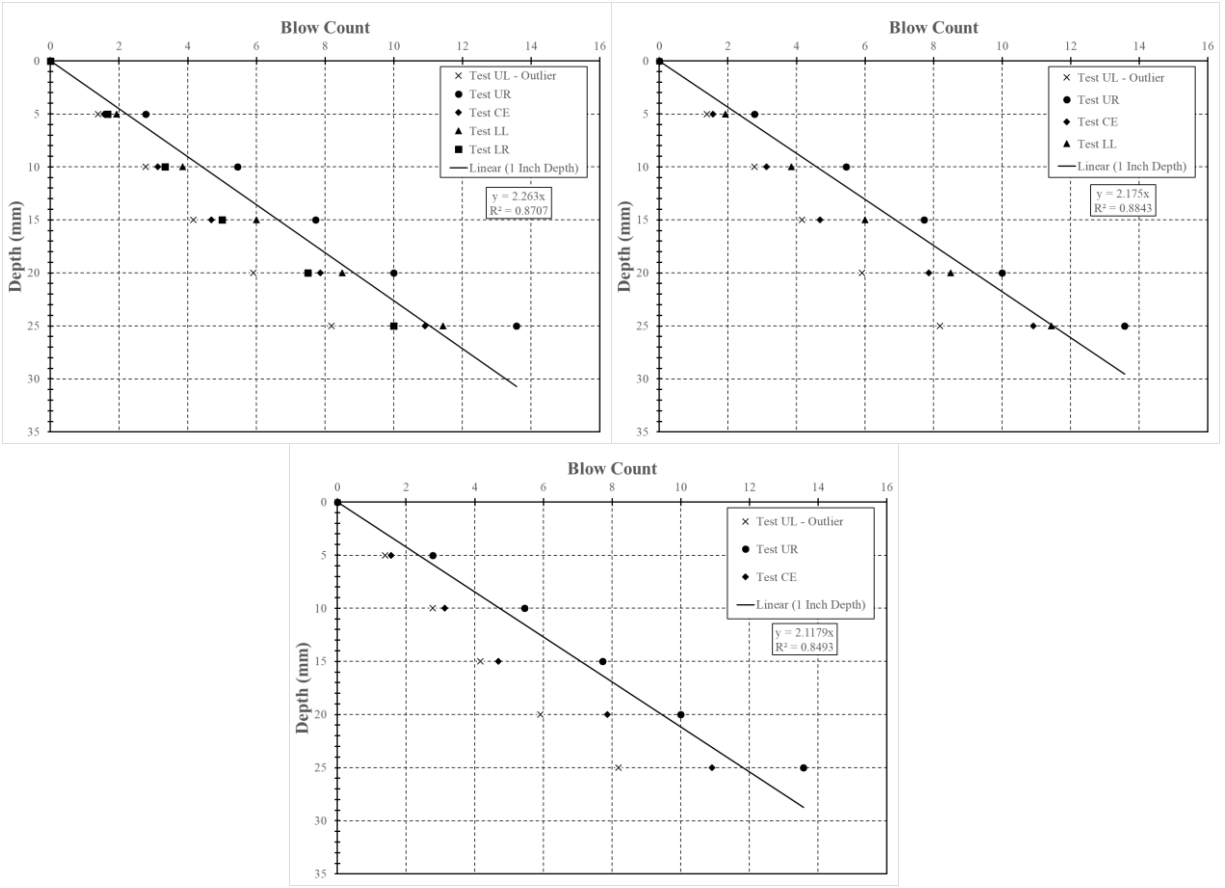 Blow Count
0 2 4 6 8 10 12 14 16
0
5
10
15
20
25
30
35
Depth (mm)
Test UL - Outlier
Test UR
Test CE
Test LL
Test LR
Linear (1 Inch Depth)
y = 2.263x
R² = 0.8707
Blow Count
0 2 4 6 8 10 12 14 16
0
5
10
15
20
25
30
35
Depth (mm)
Test UL - Outlier
Test UR
Test CE
Test LL
Linear (1 Inch Depth)
y = 2.175x
R² = 0.8843
Blow Count
0 2 4 6 8 10 12 14 16
0
5
10
15
20
25
30
35
Depth (mm)
Test UL - Outlier
Test UR
Test CE
Linear (1 Inch Depth)
y = 2.1179x
R² = 0.8493